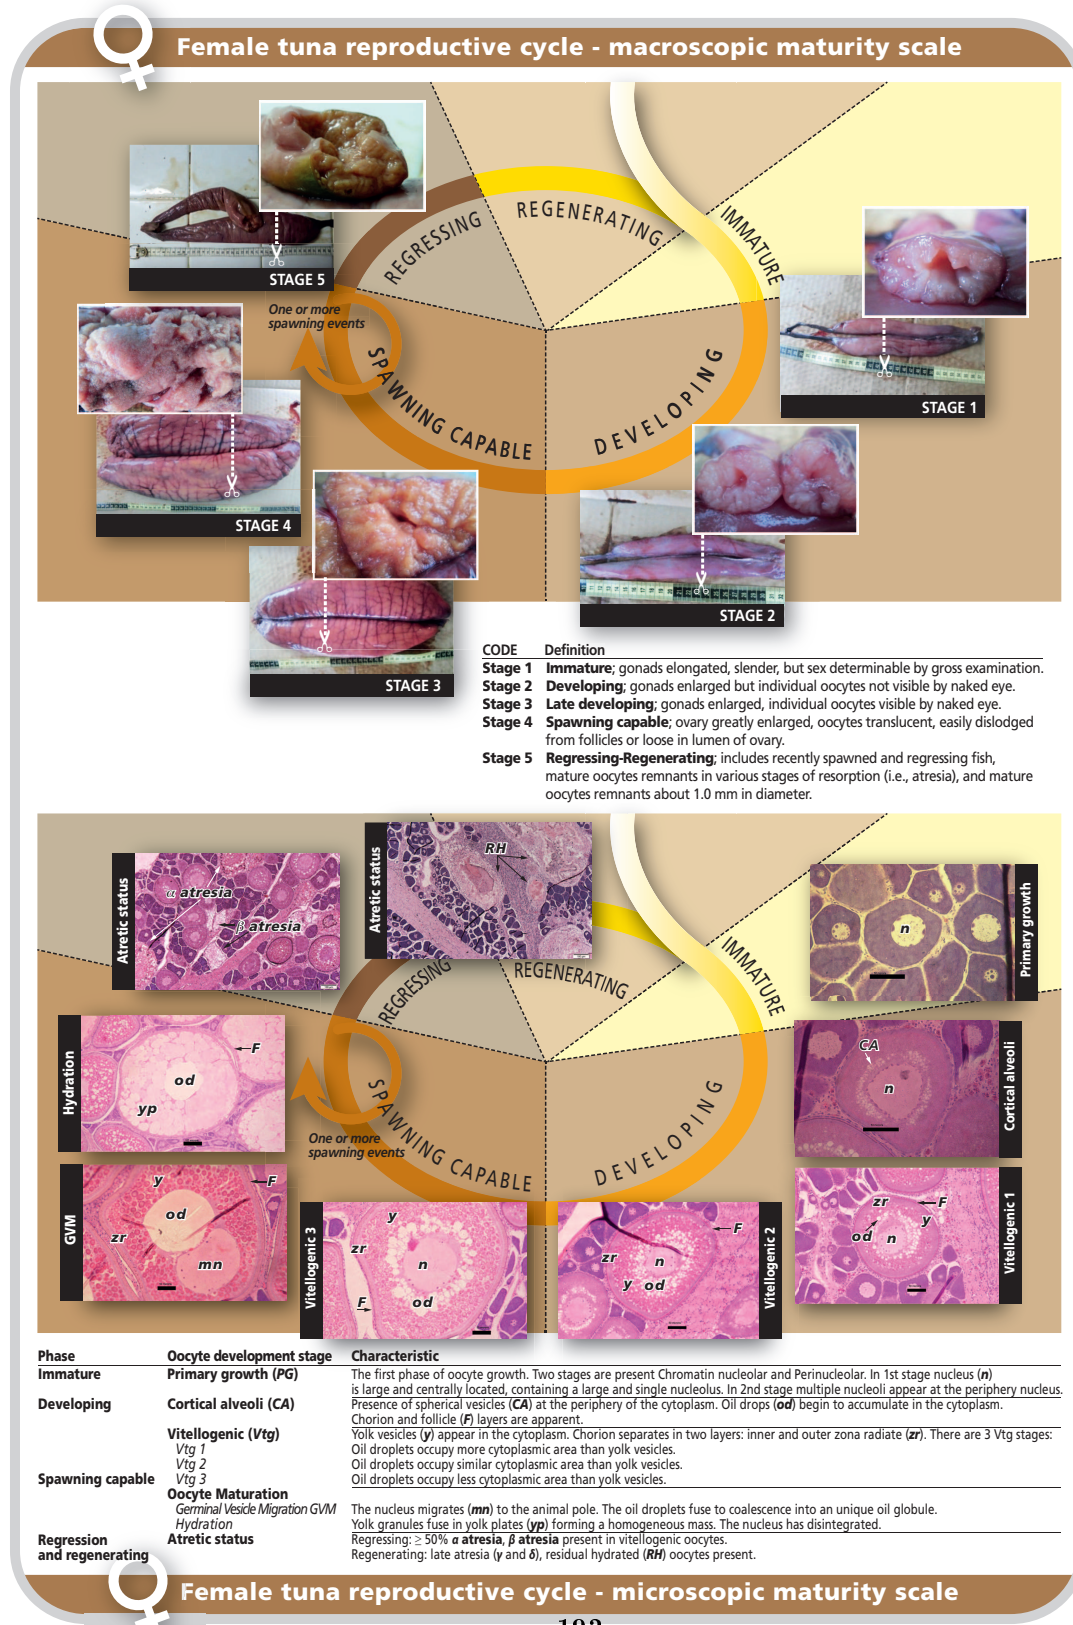 Female tuna reproductive cycle - macroscopic maturity scale
REGRESSING
REGENERATING
IMMATURE
STAGE 5
One or more
spawning events
SPAWNING CAPABLE
DEVELOPING
STAGE 1
STAGE 4
STAGE 2
STAGE 3
CODE Definition
Stage 1 Immature; gonads elongated, slender, but sex determinable by gross examination.
Stage 2 Developing; gonads enlarged but individual oocytes not visible by naked eye.
Stage 3 Late developing; gonads enlarged, individual oocytes visible by naked eye.
Stage 4 Spawning capable; ovary greatly enlarged, oocytes translucent, easily dislodged
from follicles or loose in lumen of ovary.
Stage 5 Regressing-Regenerating; includes recently spawned and regressing fish,
mature oocytes remnants in various stages of resorption (i.e., atresia), and mature
oocytes remnants about 1.0 mm in diameter.
Atretic status
α atresia
β atresia
Atretic status
RH
REGRESSING
REGENERATING
IMMATURE
n
Primary growth
Hydration
F
od
yp
CA
n
Cortical alveoli
One or more
spawning events
SPAWNING CAPABLE
DEVELOPING
GVM
y
F
od
zr
mn
Vitellogenic 3
y
zr
n
F
od
F
zr
n
y od
Vitellogenic 2
zr
F
y
od n
Vitellogenic 1
Phase Oocyte development stage Characteristic
Immature Primary growth (PG) The first phase of oocyte growth. Two stages are present Chromatin nucleolar and Perinucleolar. In 1st stage nucleus (n)
is large and centrally located, containing a large and single nucleolus. In 2nd stage multiple nucleoli appear at the periphery nucleus.
Developing Cortical alveoli (CA) Presence of spherical vesicles (CA) at the periphery of the cytoplasm. Oil drops (od) begin to accumulate in the cytoplasm.
Chorion and follicle (F) layers are apparent.
Vitellogenic (Vtg) Yolk vesicles (y) appear in the cytoplasm. Chorion separates in two layers: inner and outer zona radiate (zr). There are 3 Vtg stages:
Vtg 1 Oil droplets occupy more cytoplasmic area than yolk vesicles.
Vtg 2 Oil droplets occupy similar cytoplasmic area than yolk vesicles.
Spawning capable Vtg 3 Oil droplets occupy less cytoplasmic area than yolk vesicles.
Oocyte Maturation
Germinal Vesicle Migration GVM The nucleus migrates (mn) to the animal pole. The oil droplets fuse to coalescence into an unique oil globule.
Hydration Yolk granules fuse in yolk plates (yp) forming a homogeneous mass. The nucleus has disintegrated.
Regression Atretic status Regressing: ≥ 50% α atresia, β atresia present in vitellogenic oocytes.
and regenerating Regenerating: late atresia (γ and δ), residual hydrated (RH) oocytes present.
Female tuna reproductive cycle - microscopic maturity scale